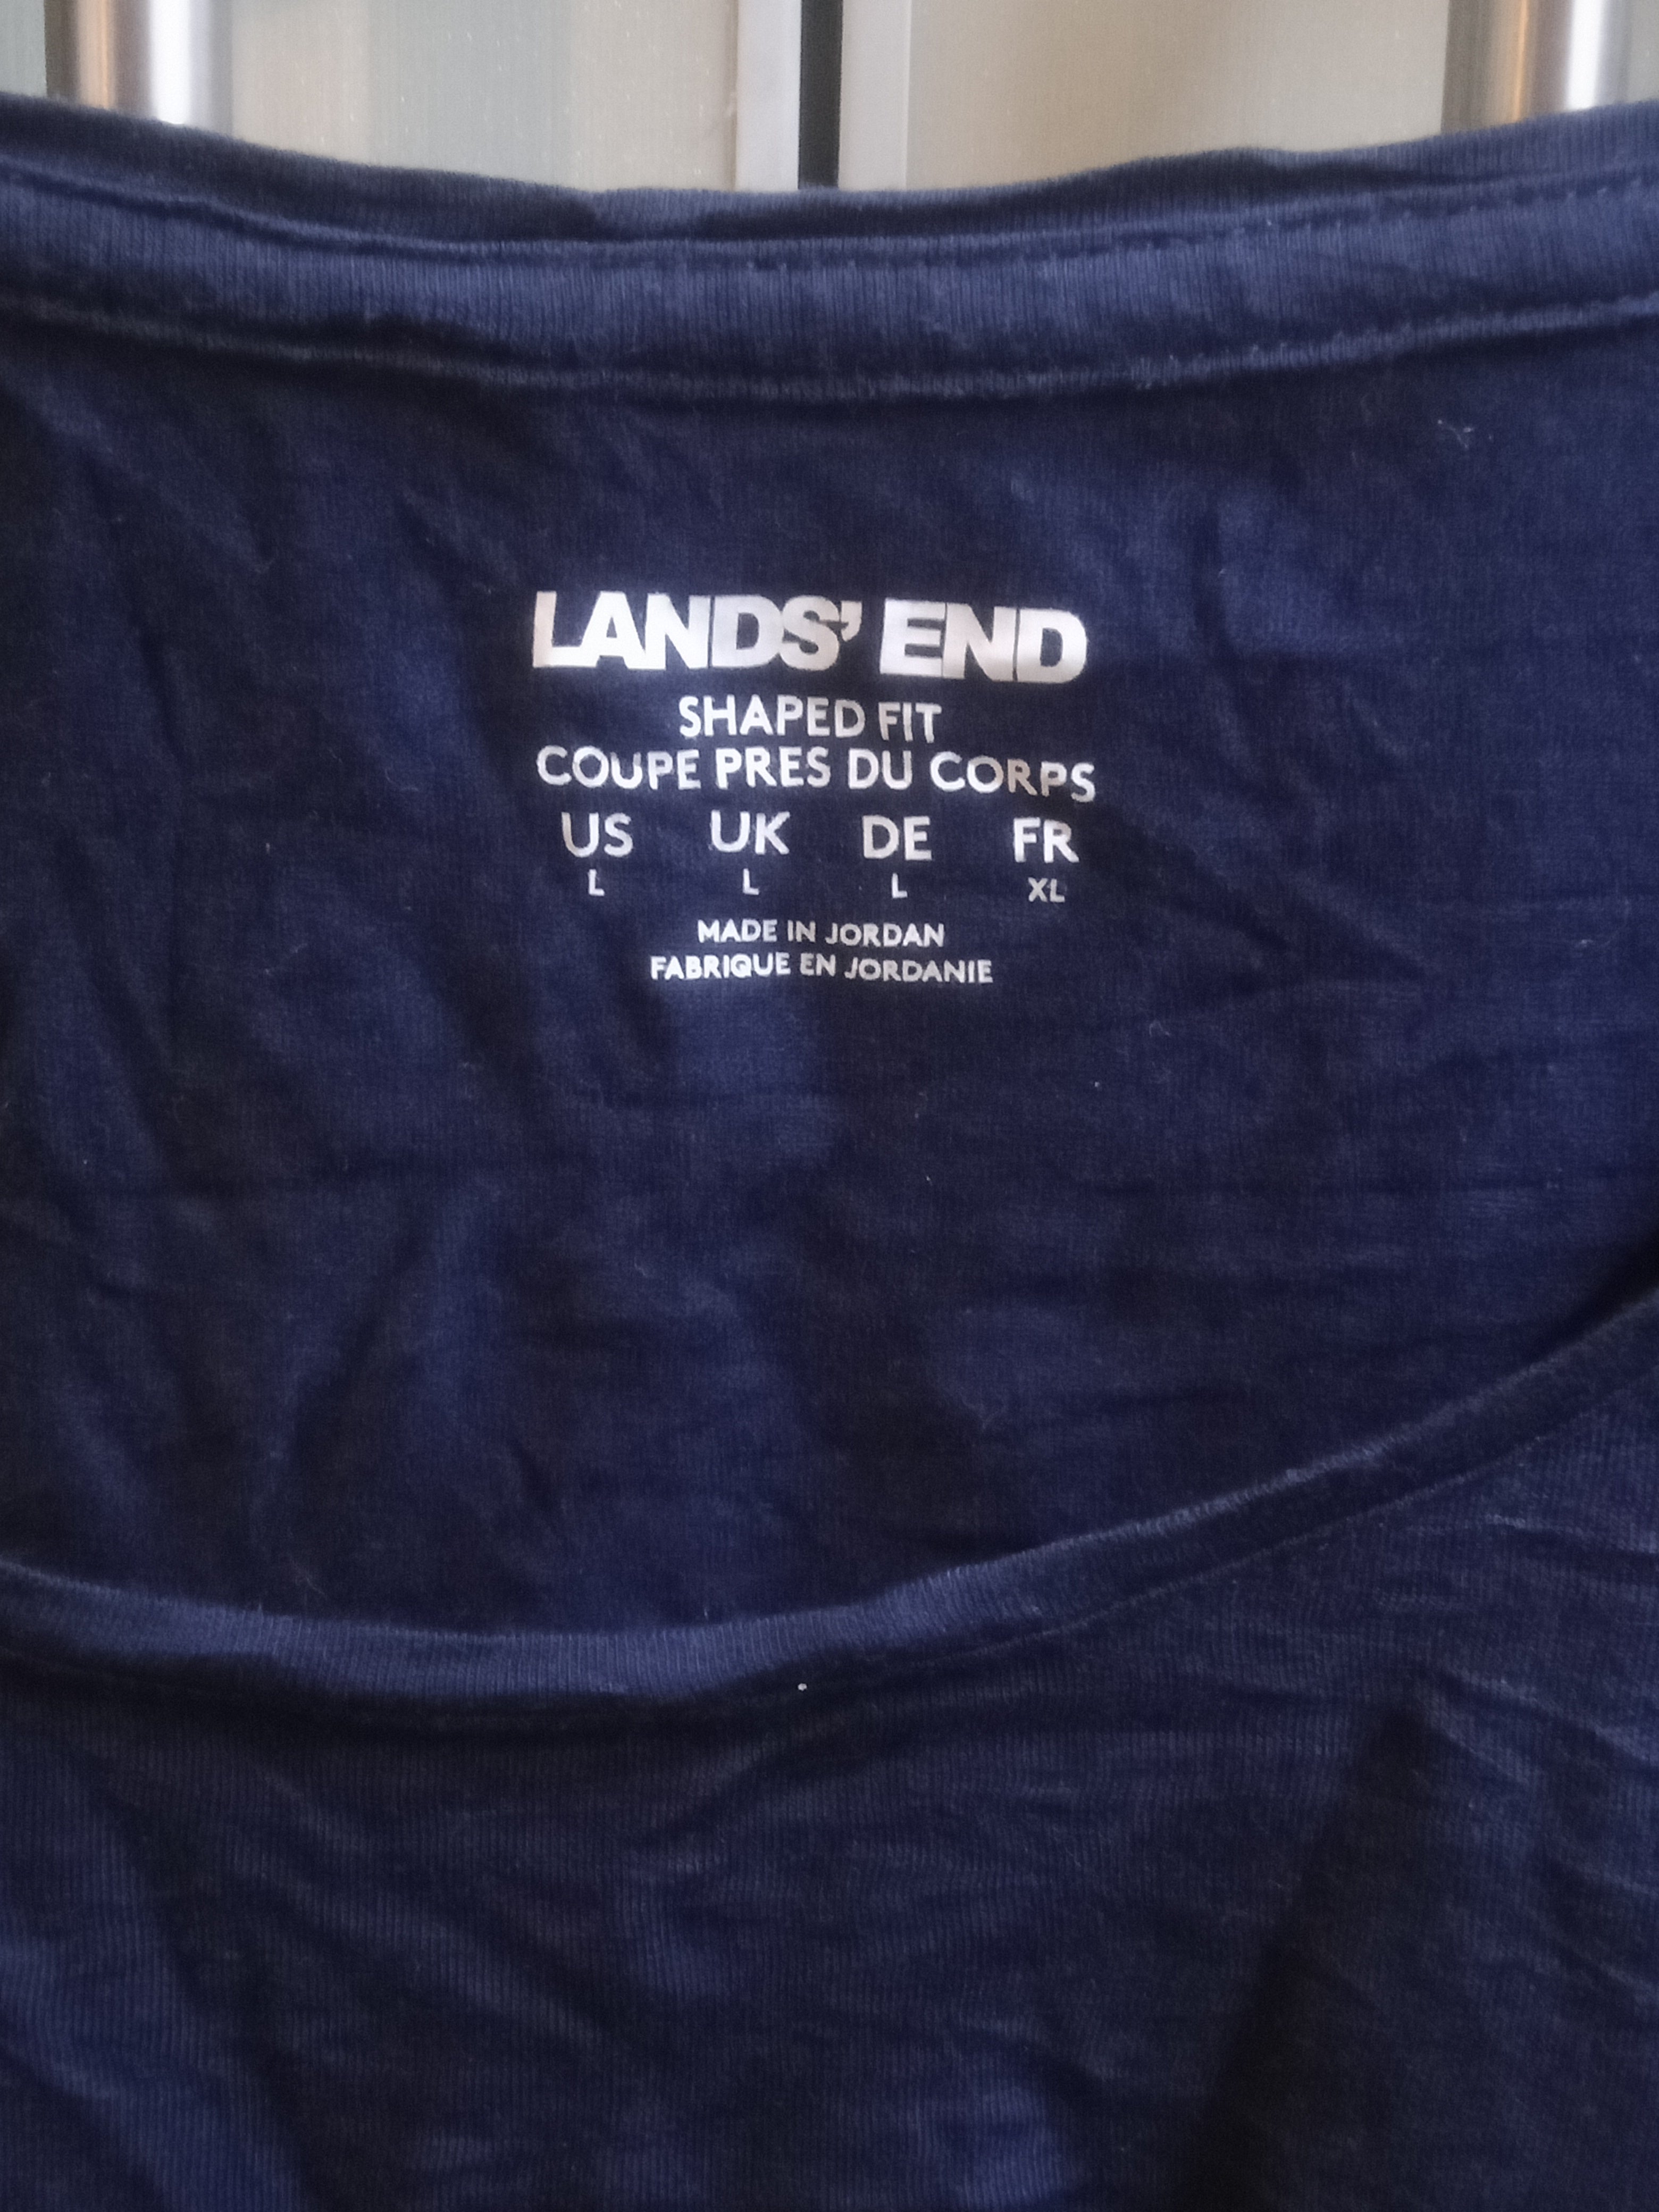 LANDS' END
SHAPED FIT
COUPE PRES DU CORPS
US UK DE FR
L L L XL
MADE IN JORDAN
FABRIQUE EN JORDANIE